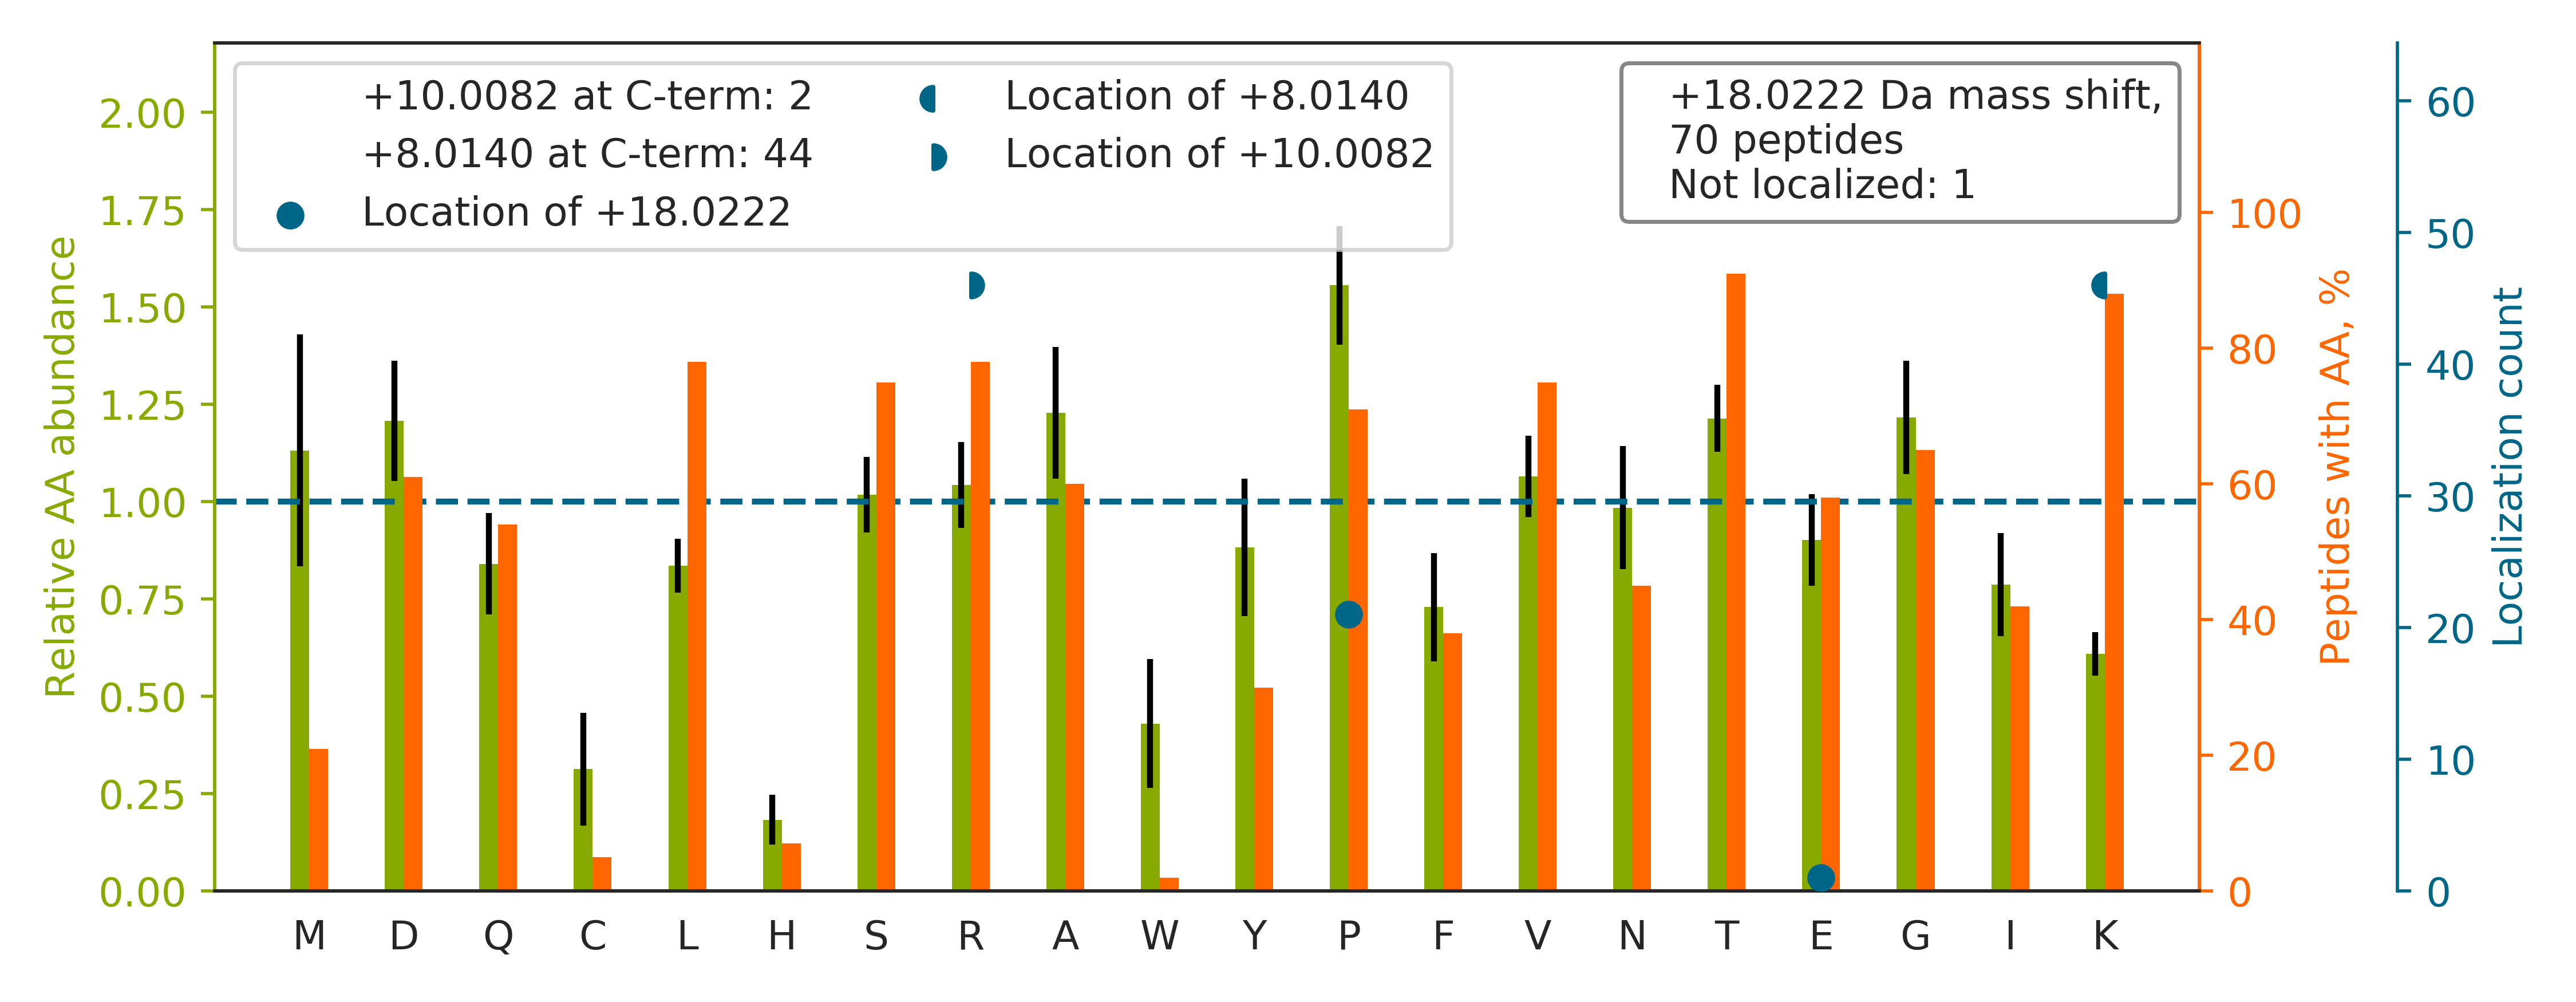 +10.0082 at C-term: 2
+8.0140 at C-term: 44
Location of +18.0222
Location of +8.0140
Location of +10.0082
+18.0222 Da mass shift,
70 peptides
Not localized: 1
Relative AA abundance
2.00
1.75
1.50
1.25
1.00
0.75
0.50
0.25
0.00
M D Q C L H S R A W Y P F V N T E G I K
100
80
60
40
20
0
Peptides with AA, %
60
50
40
30
20
10
0
Localization count